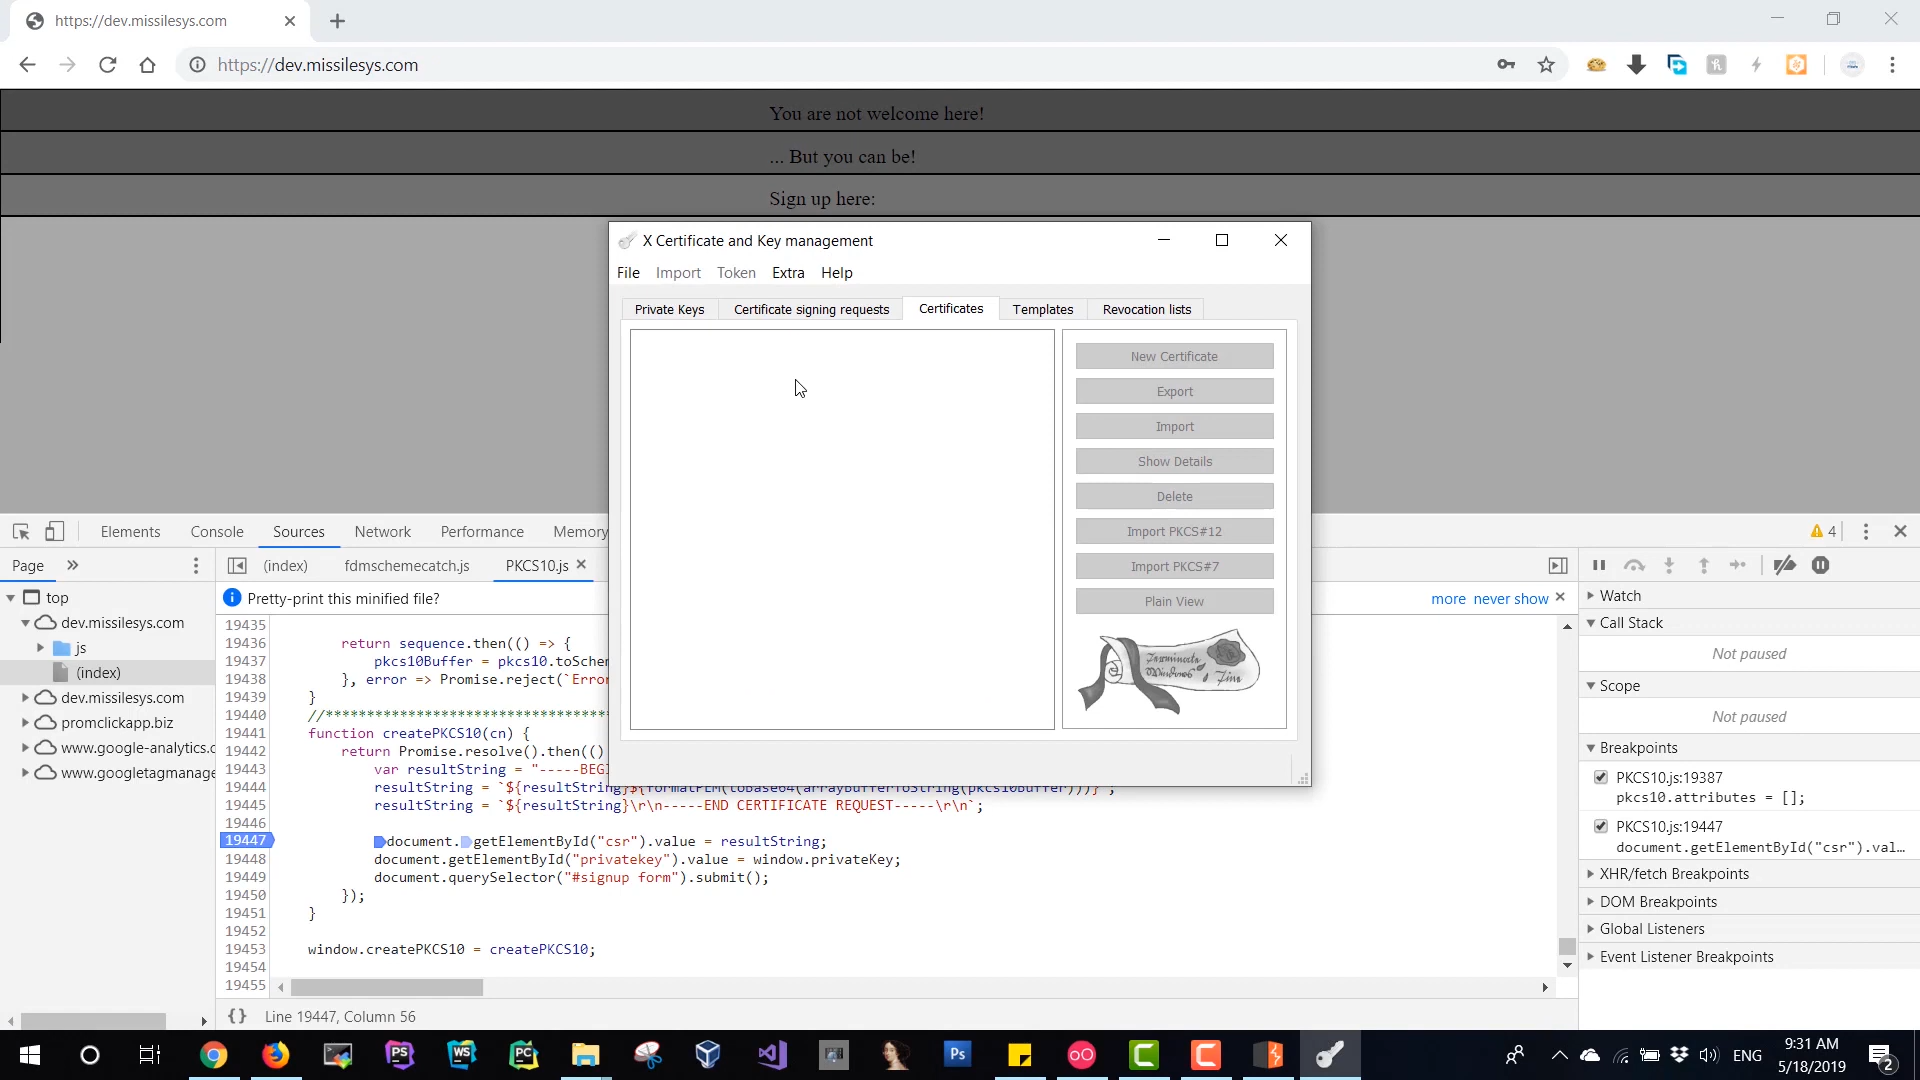 https://dev.missilesys.com
https://dev.missilesys.com
You are not welcome here!
... But you can be!
Sign up here:
X Certificate and Key management
File Import Token Extra Help
Private Keys Certificate signing requests Certificates Templates Revocation lists
New Certificate
Export
Import
Show Details
Delete
Import PKCS#12
Import PKCS#7
Plain View
Elements Console Sources Network Performance Memory 4
Page » (index) fdmschemecatch.js PKCS10.js
Pretty-print this minified file? more never show
top
dev.missilesys.com
js
(index)
dev.missilesys.com
promclickapp.biz
www.google-analytics.c
www.googletagmanage
19435
19436 return sequence.then(() => {
19437 pkcs10Buffer = pkcs10.toSchem
19438 }, error => Promise.reject(`Error
19439 }
19440 //***********************************
19441 function createPKCS10(cn) {
19442 return Promise.resolve().then(()
19443 var resultString = "-----BEGI
19444 resultString = `${resultString}${formatPEM(toBase64(arrayBufferToString(pkcs10Buffer)))}`;
19445 resultString = `${resultString}\r\n-----END CERTIFICATE REQUEST-----\r\n`;
19446
19447 document.getElementById("csr").value = resultString;
19448 document.getElementById("privatekey").value = window.privateKey;
19449 document.querySelector("#signup form").submit();
19450 });
19451 }
19452
19453 window.createPKCS10 = createPKCS10;
19454
19455
{} Line 19447, Column 56
Watch
Call Stack
Not paused
Scope
Not paused
Breakpoints
PKCS10.js:19387
pkcs10.attributes = [];
PKCS10.js:19447
document.getElementById("csr").val...
XHR/fetch Breakpoints
DOM Breakpoints
Global Listeners
Event Listener Breakpoints
PS WS PC Ps
ENG
9:31 AM
5/18/2019
2